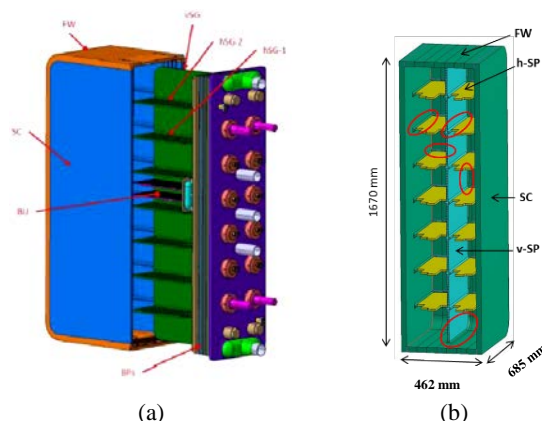 FW
vSG
hSG-2
hSG-1
SC
BU
BPs
(a)
FW
h-SP
1670 mm
SC
v-SP
685 mm
462 mm
(b)